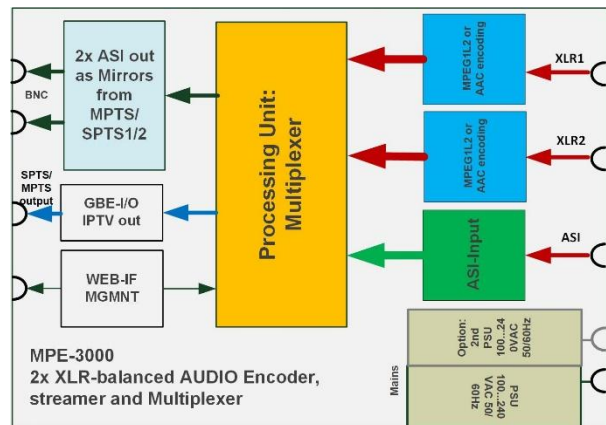 2x ASI out
as Mirrors
from
MPTS/
SPTS1/2
BNC
SPTS/
MPTS
output
GBE-I/O
IPTV out
WEB-IF
MGMNT
Processing Unit:
Multiplexer
MPEG1L2 or
AAC encoding
XLR1
MPEG1L2 or
AAC encoding
XLR2
ASI-Input
ASI
Option:
2nd
PSU
100...24
0VAC
50/60Hz
Mains
PSU
100...240
VAC 50/
60Hz
MPE-3000
2x XLR-balanced AUDIO Encoder,
streamer and Multiplexer